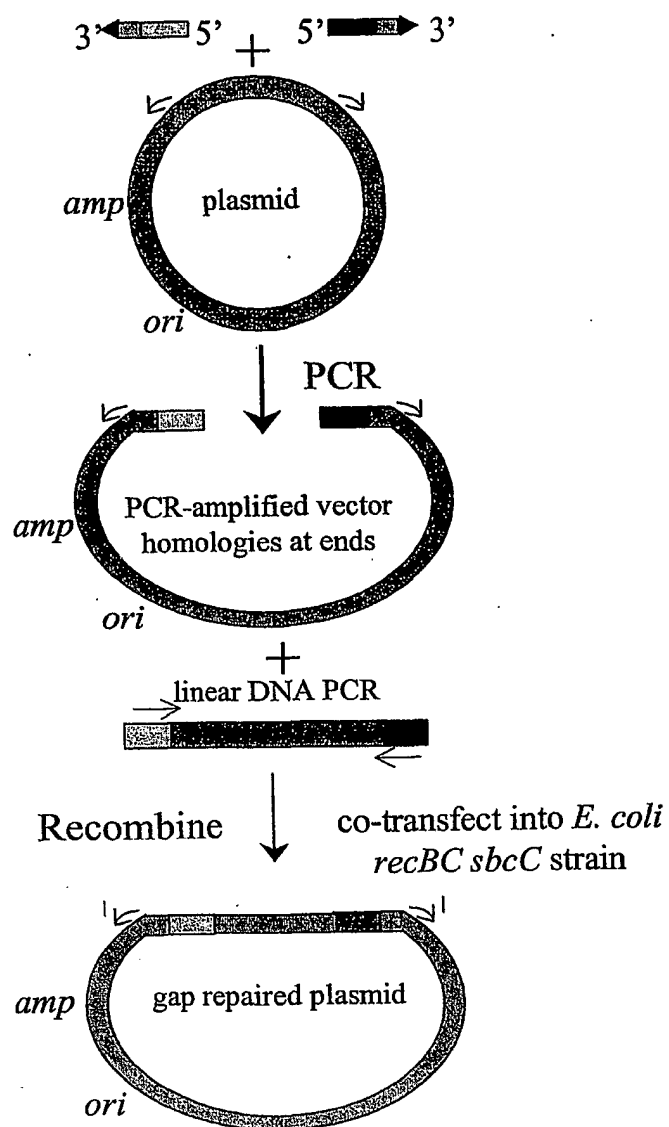 3' 5' + 5' 3'
amp
plasmid
ori
PCR
PCR-amplified vector
homologies at ends
amp
ori
+
linear DNA PCR
Recombine
co-transfect into E. coli
recBC sbcC strain
amp
gap repaired plasmid
ori